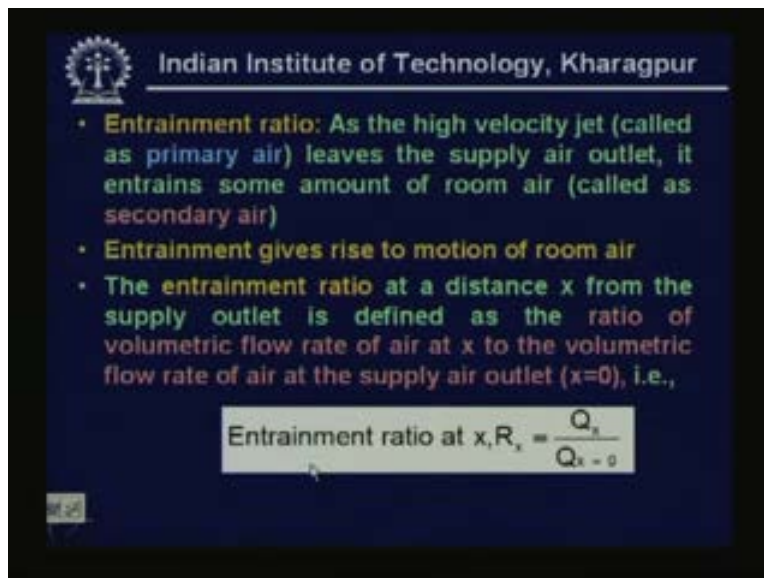 Indian Institute of Technology, Kharagpur
• Entrainment ratio: As the high velocity jet (called
as primary air) leaves the supply air outlet, it
entrains some amount of room air (called as
secondary air)
• Entrainment gives rise to motion of room air
• The entrainment ratio at a distance x from the
supply outlet is defined as the ratio of
volumetric flow rate of air at x to the volumetric
flow rate of air at the supply air outlet (x=0), i.e.,
Entrainment ratio at x,Rₓ = Qₓ / Qx = 0